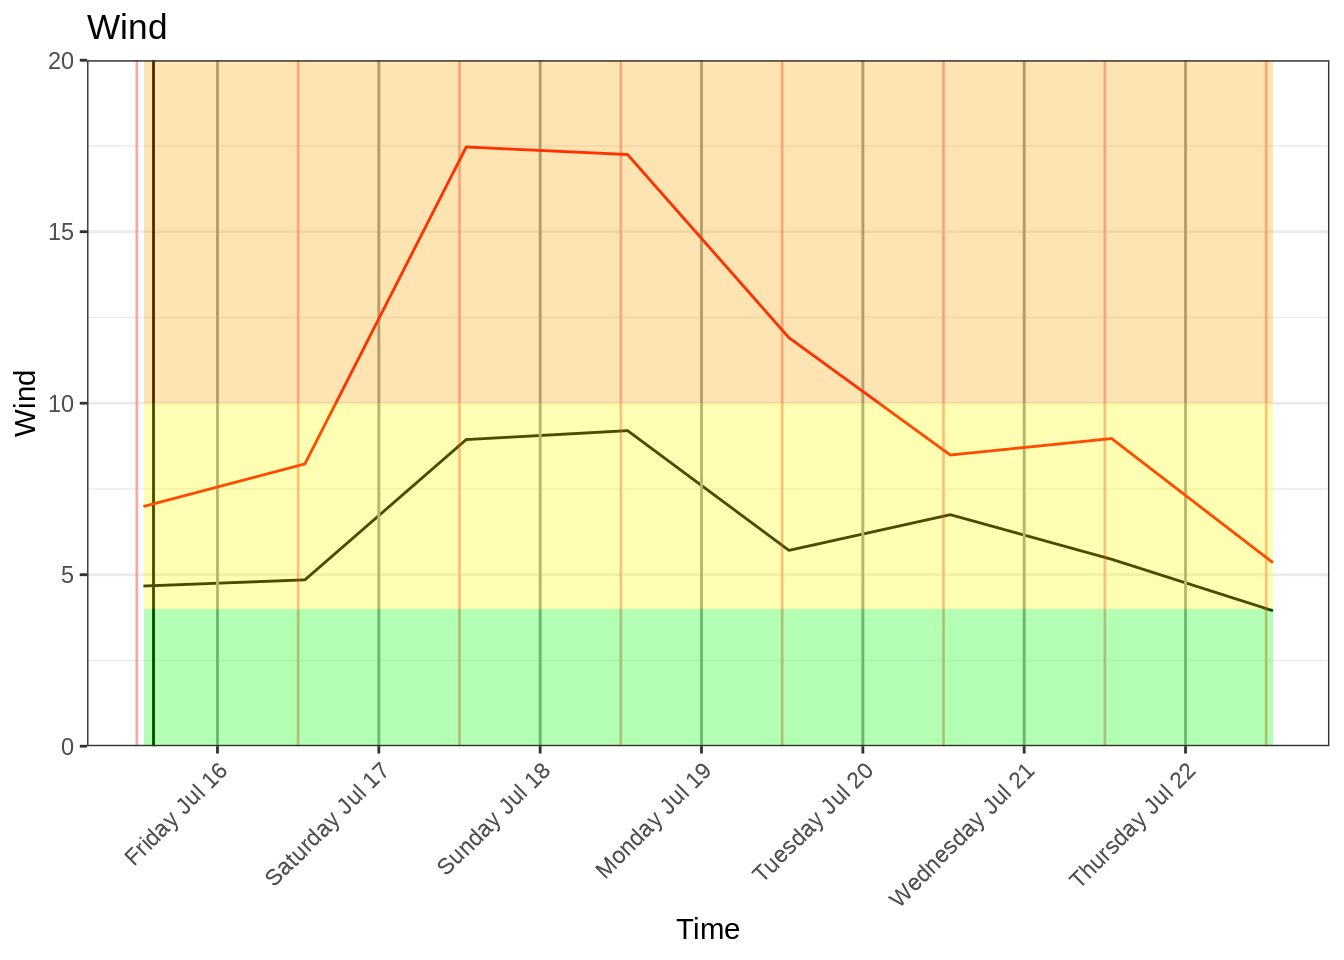 Wind
20
15
10
5
0
Wind
Friday Jul 16
Saturday Jul 17
Sunday Jul 18
Monday Jul 19
Tuesday Jul 20
Wednesday Jul 21
Thursday Jul 22
Time